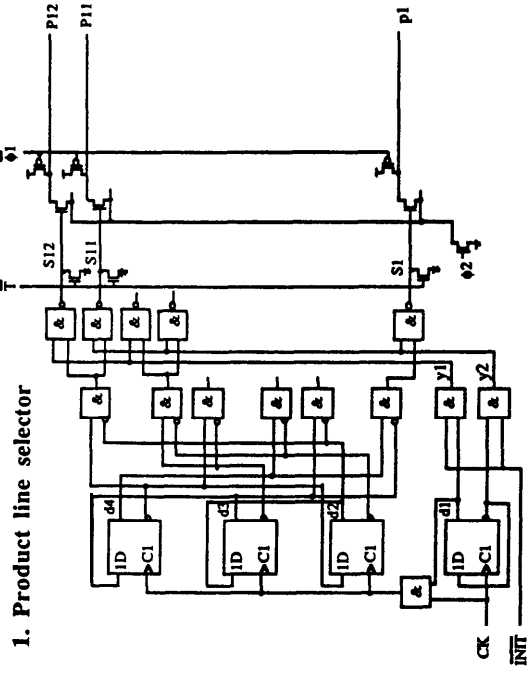 P12
P11
p1
φ1
S12
S11
S1
φ2
T
&
&
&
&
&
&
&
&
&
&
&
y1
&
y2
&
d4
1D
C1
d3
1D
C1
d2
1D
C1
&
d1
1D
C1
CK
INIT
1. Product line selector